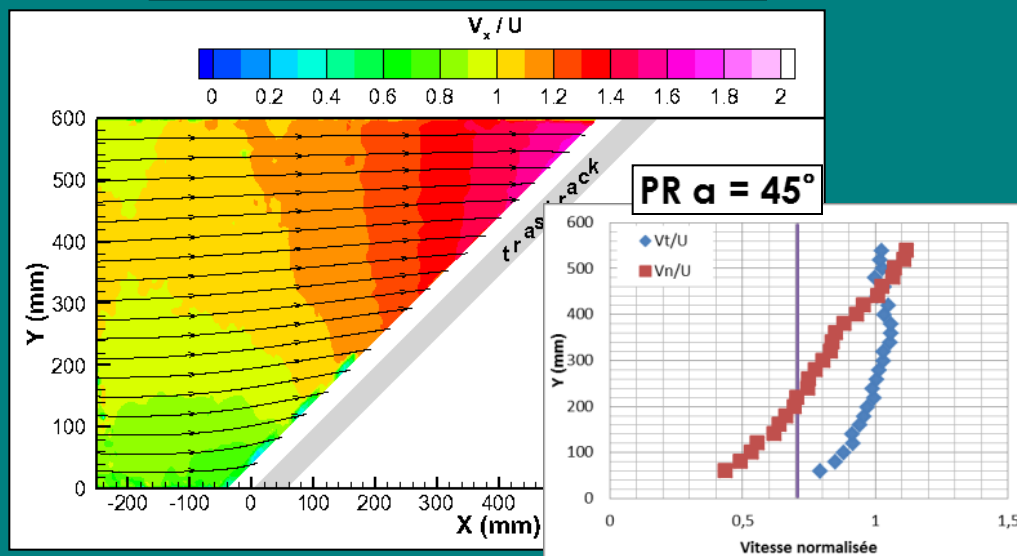 Vₓ / U
0 0.2 0.4 0.6 0.8 1 1.2 1.4 1.6 1.8 2
600
500
400
300
200
100
0
Y (mm)
-200 -100 0 100 200 300 400
X (mm)
track
PR a = 45°
Vt/U
Vn/U
600
500
400
300
200
100
0
Y (mm)
0 0,5 1 1,5
Vitesse normalisée